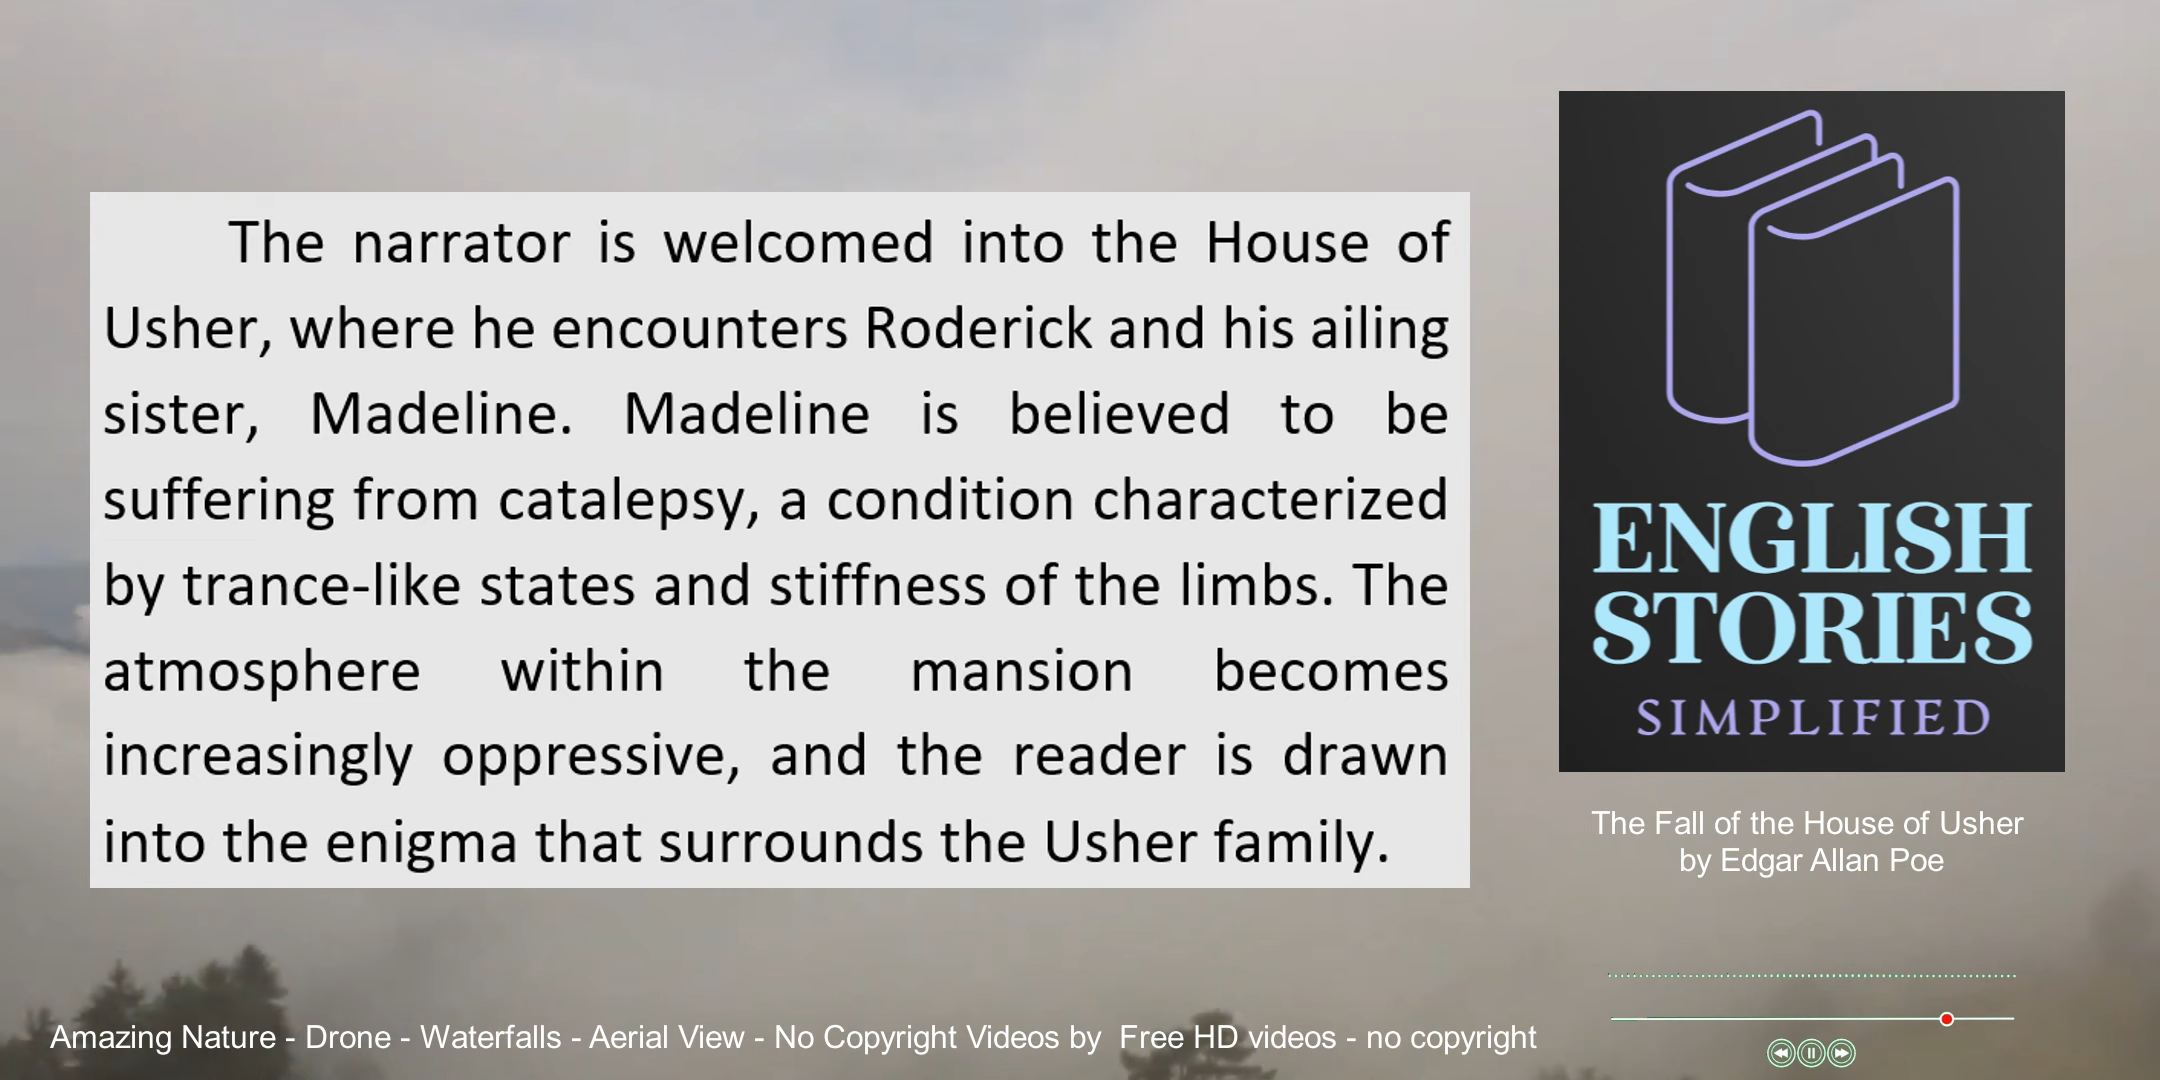 The narrator is welcomed into the House of
Usher, where he encounters Roderick and his ailing
sister, Madeline. Madeline is believed to be
suffering from catalepsy, a condition characterized
by trance-like states and stiffness of the limbs. The
atmosphere within the mansion becomes
increasingly oppressive, and the reader is drawn
into the enigma that surrounds the Usher family.
ENGLISH
STORIES
SIMPLIFIED
The Fall of the House of Usher
by Edgar Allan Poe
Amazing Nature - Drone - Waterfalls - Aerial View - No Copyright Videos by  Free HD videos - no copyright